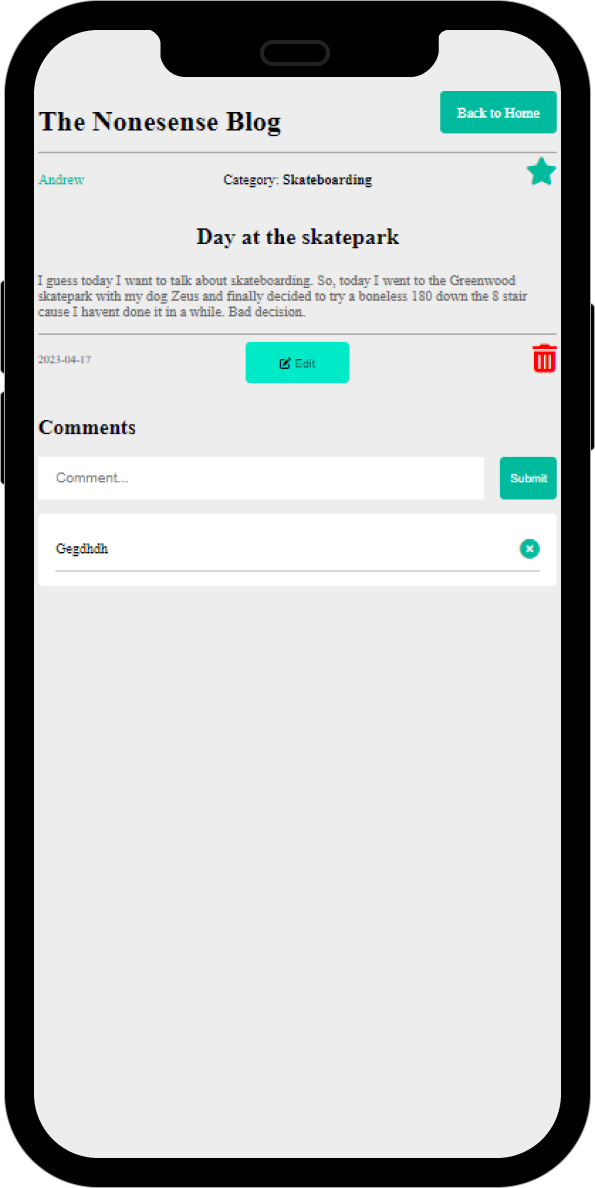 The Nonesense Blog
Back to Home
Andrew
Category: Skateboarding
Day at the skatepark
I guess today I want to talk about skateboarding. So, today I went to the Greenwood
skatepark with my dog Zeus and finally decided to try a boneless 180 down the 8 stair
cause I havent done it in a while. Bad decision.
2023-04-17
Edit
Comments
Comment...
Submit
Gegdhdh